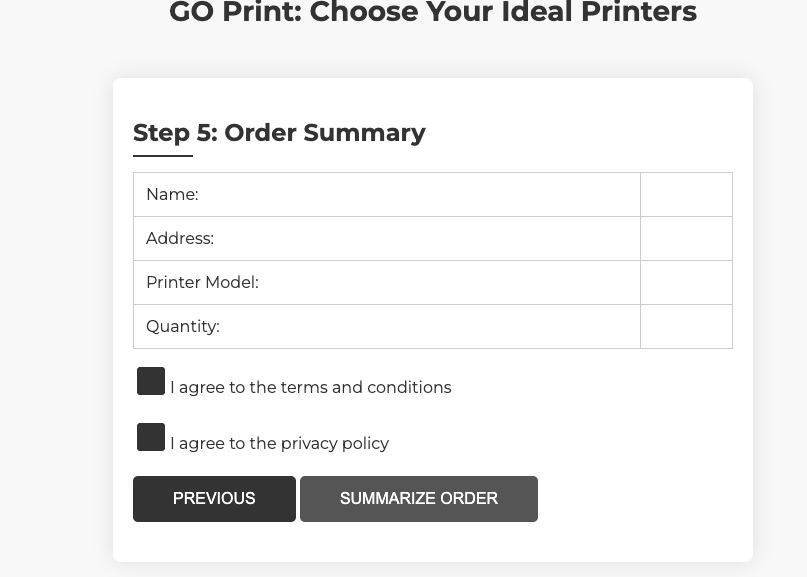 GO Print: Choose Your Ideal Printers
Step 5: Order Summary
Name:
Address:
Printer Model:
Quantity:
I agree to the terms and conditions
I agree to the privacy policy
PREVIOUS SUMMARIZE ORDER